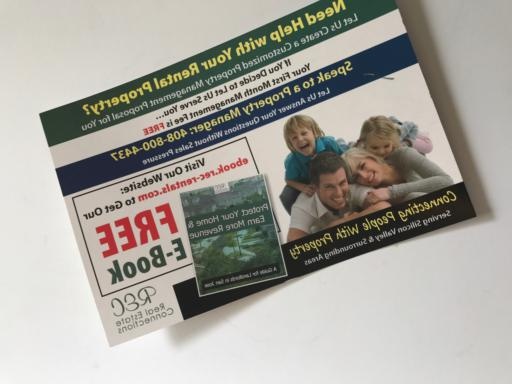 Need Help with Your Rental Property?
Let Us Create a Customized Property Management Proposal for You
If You Decide to Let Us Serve You...
Your First Month Management Fee is FREE
Speak to a Property Manager: 408-800-4437
Let Us Answer Your Questions Without Sales Pressure
Visit Our Website:
ebook.rec-rentals.com
to Get Our
FREE
E-Book
Protect Your Home &
Earn More Revenue
A Guide for Landlords in San Jose
Connecting People With Property
Serving Silicon Valley & Surrounding Areas
REC
Real Estate
Connections